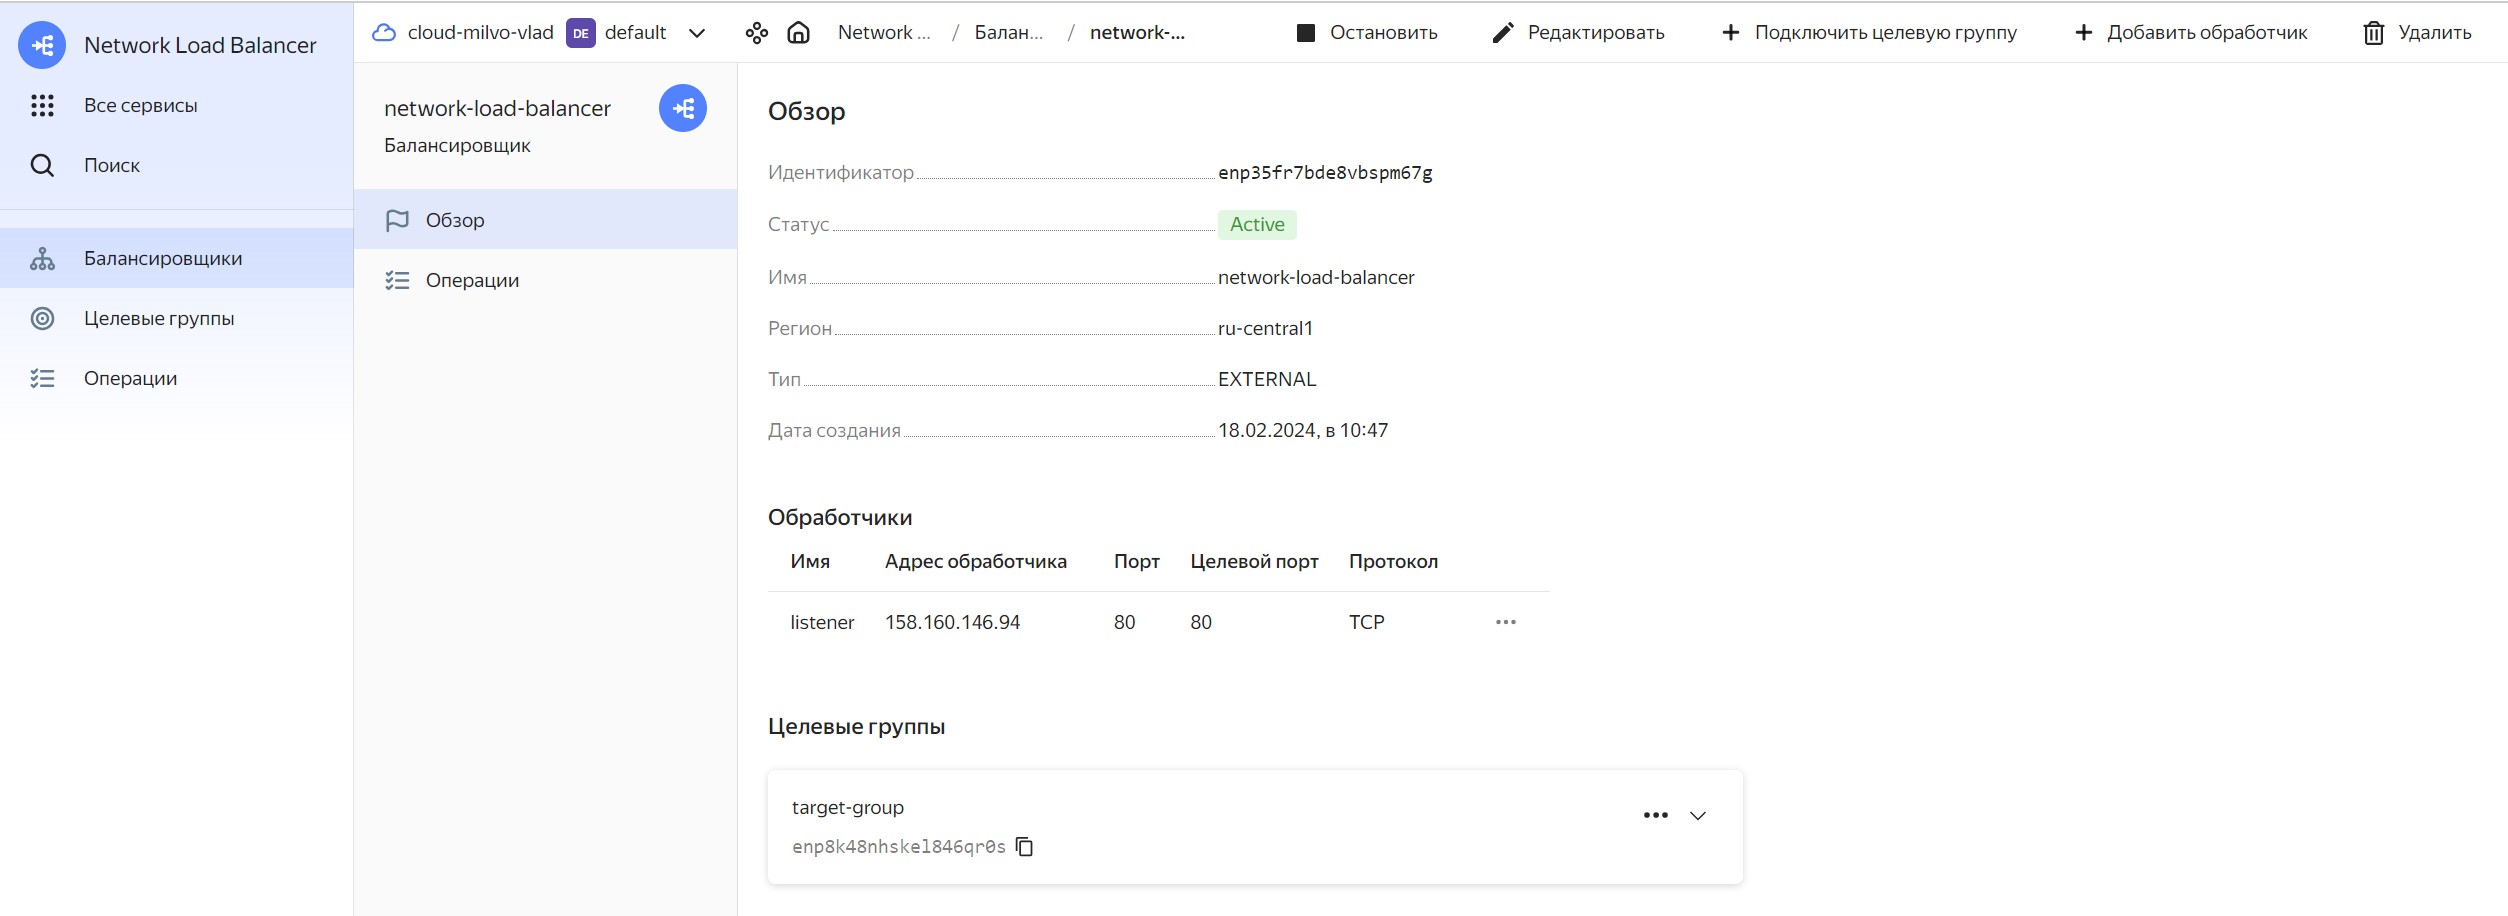 Network Load Balancer
Все сервисы
Поиск
Балансировщики
Целевые группы
Операции
cloud-milvo-vlad DE default
Network ... / Балан... / network-...
Остановить
Редактировать
+ Подключить целевую группу
+ Добавить обработчик
Удалить
network-load-balancer
Балансировщик
Обзор
Операции
Обзор
Идентификатор enp35fr7bde8vbspm67g
Статус Active
Имя network-load-balancer
Регион ru-central1
Тип EXTERNAL
Дата создания 18.02.2024, в 10:47
Обработчики
Имя Адрес обработчика Порт Целевой порт Протокол
listener 158.160.146.94 80 80 TCP
Целевые группы
target-group
enp8k48nhskel846qr0s